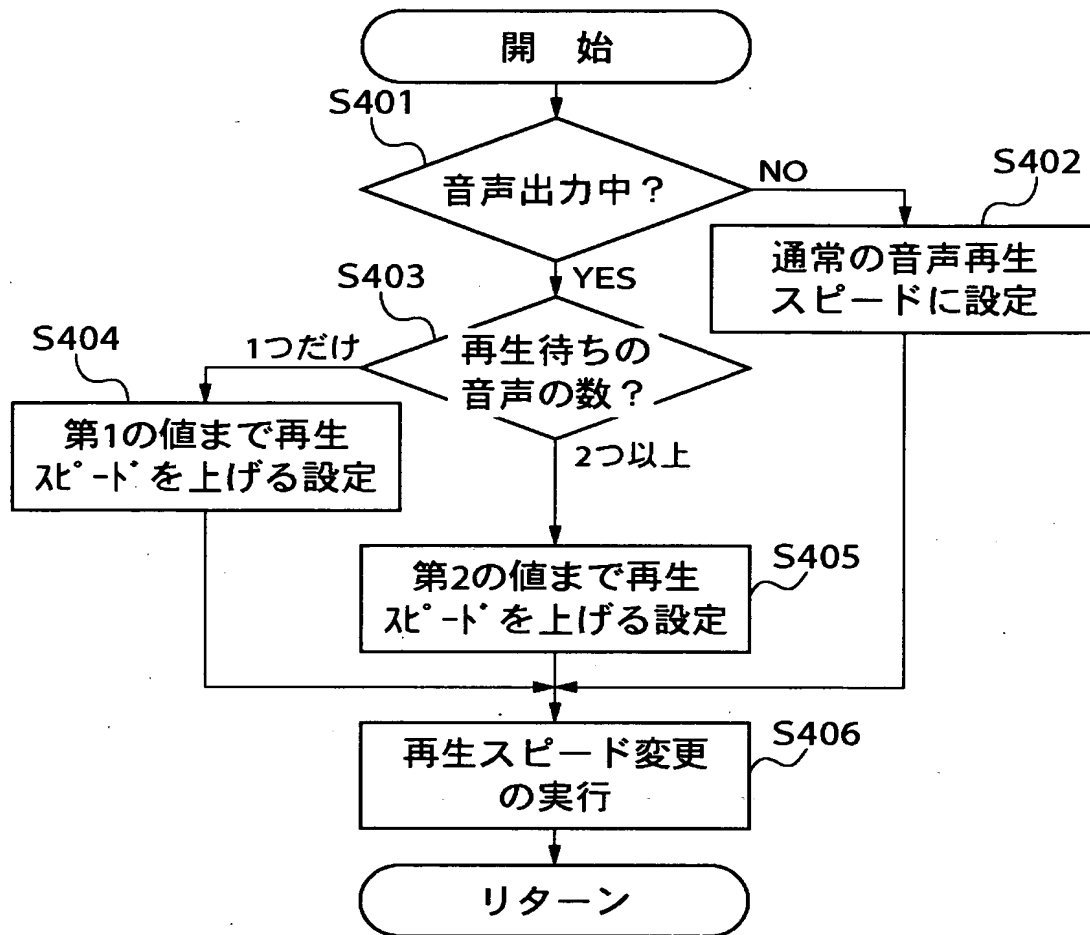 開 始
S401
音声出力中?
NO
S402
通常の音声再生
スピードに設定
YES
S403
再生待ちの
音声の数?
1つだけ
S404
第1の値まで再生
スピードを上げる設定
2つ以上
第2の値まで再生
スピードを上げる設定
S405
再生スピード変更
の実行
S406
リターン